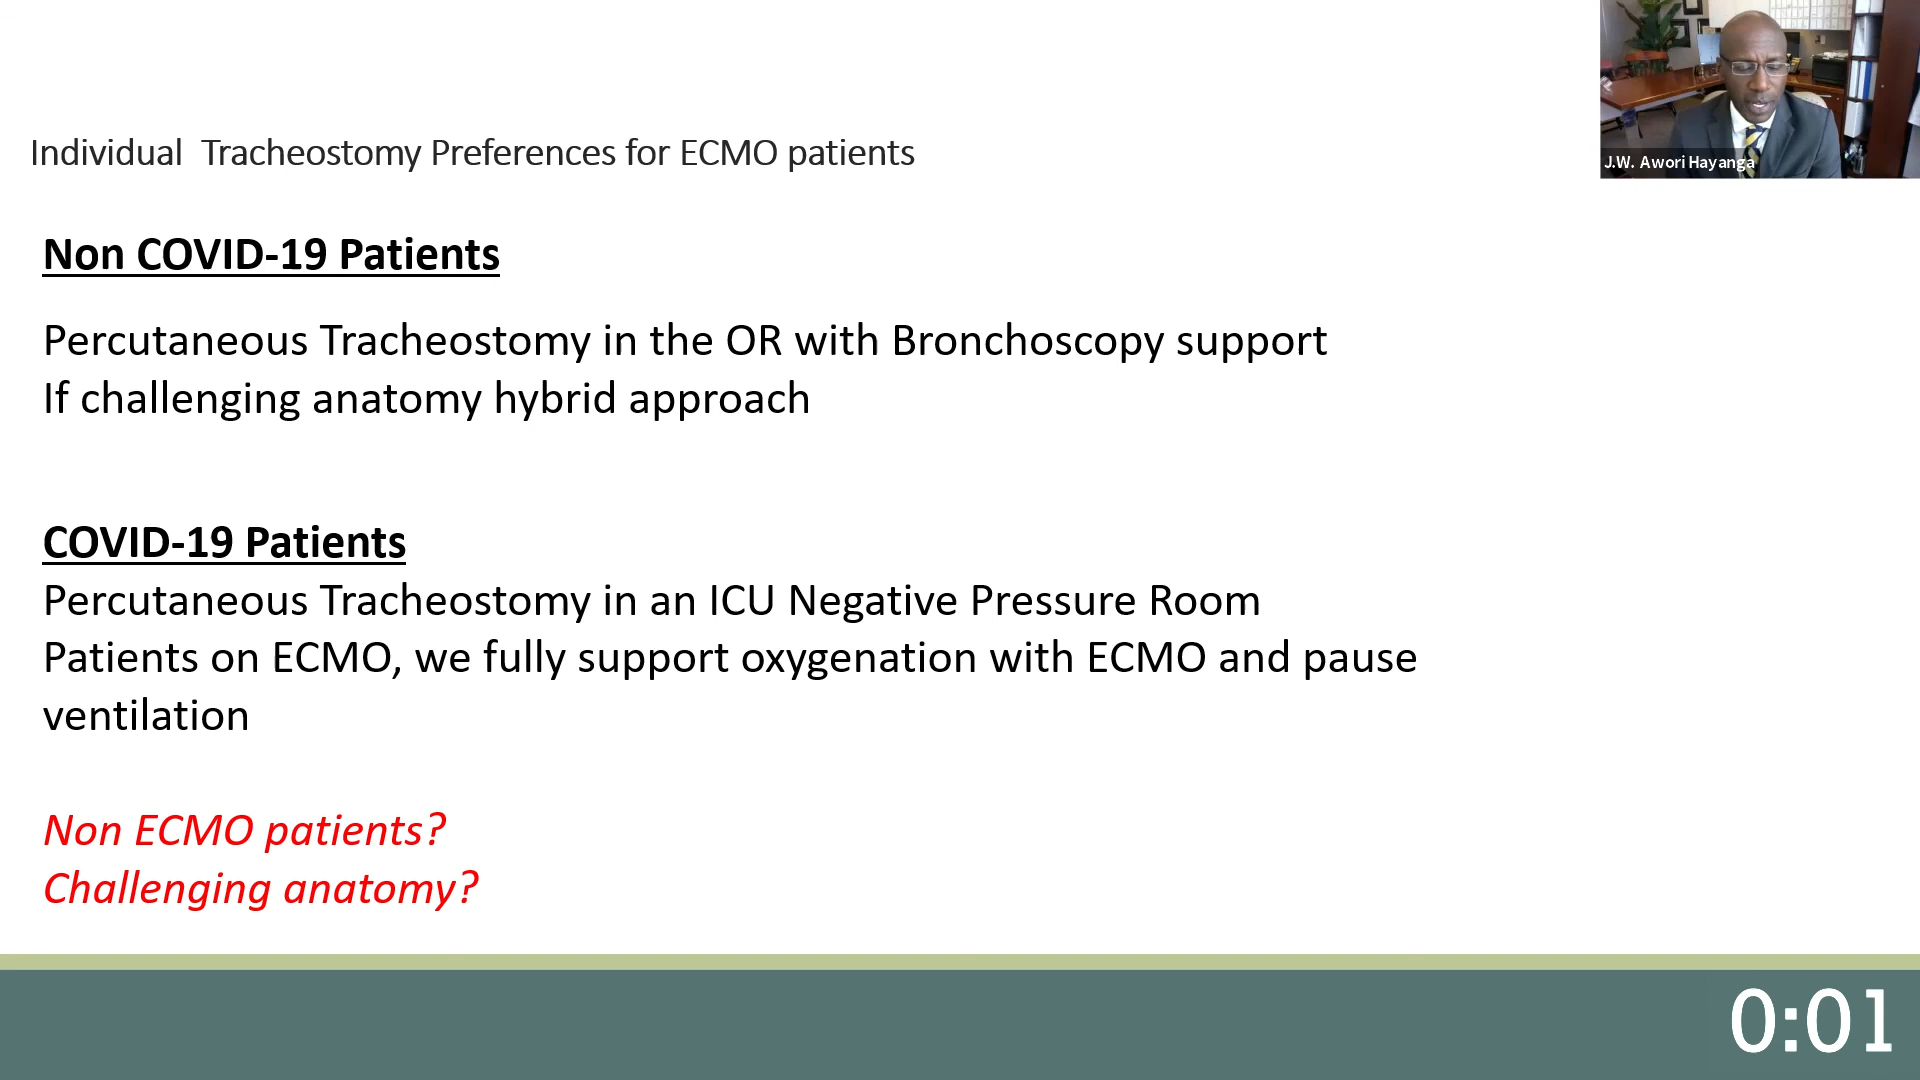 J.W. Awori Hayanga
Individual  Tracheostomy Preferences for ECMO patients
Non COVID-19 Patients
Percutaneous Tracheostomy in the OR with Bronchoscopy support
If challenging anatomy hybrid approach
COVID-19 Patients
Percutaneous Tracheostomy in an ICU Negative Pressure Room
Patients on ECMO, we fully support oxygenation with ECMO and pause
ventilation
Non ECMO patients?
Challenging anatomy?
0:01